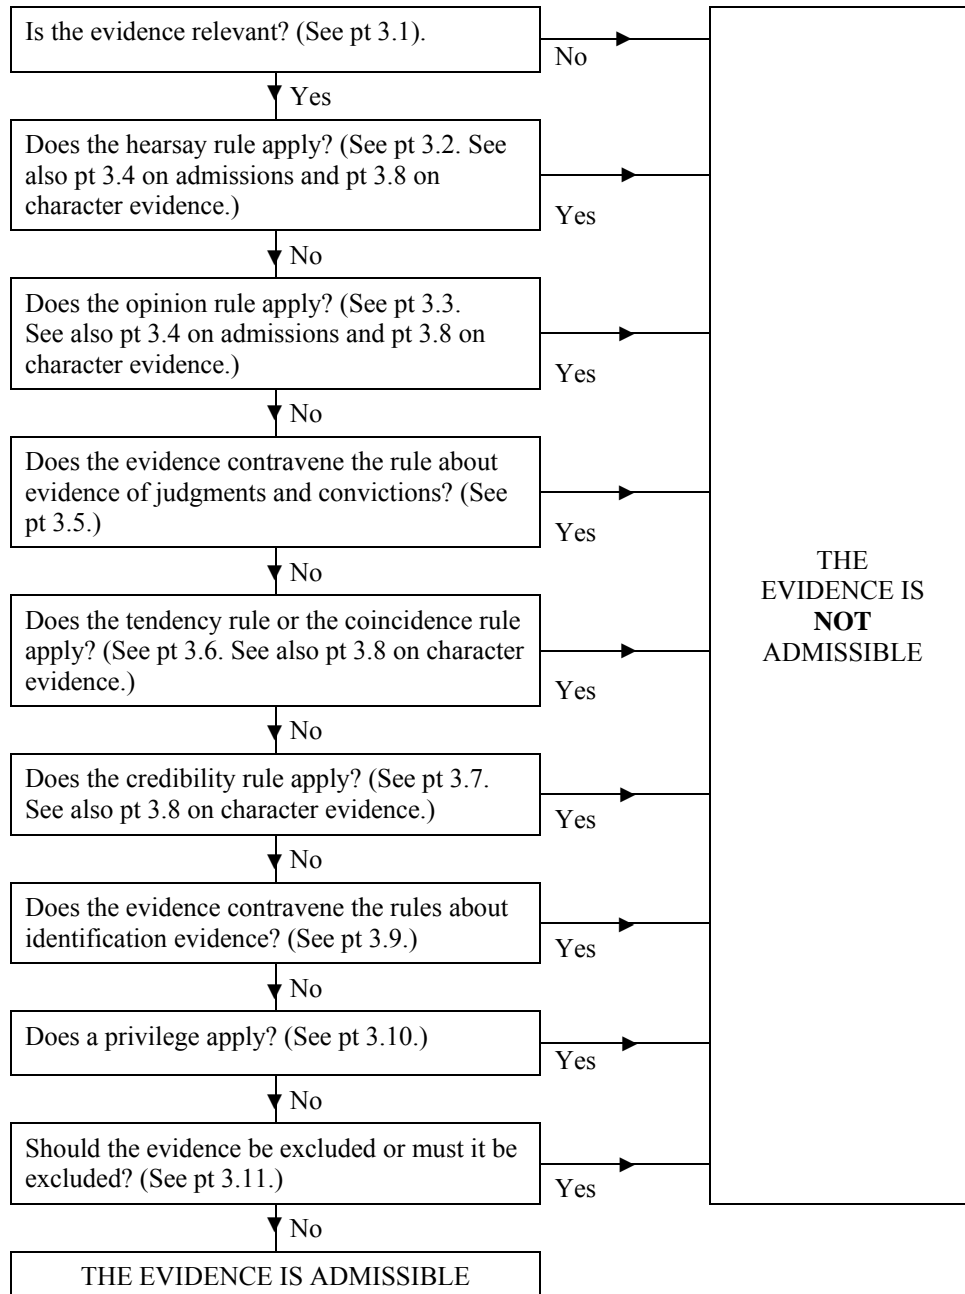 Is the evidence relevant? (See pt 3.1).
No
Yes
Does the hearsay rule apply? (See pt 3.2. See
also pt 3.4 on admissions and pt 3.8 on
character evidence.)
Yes
No
Does the opinion rule apply? (See pt 3.3.
See also pt 3.4 on admissions and pt 3.8 on
character evidence.)
Yes
No
Does the evidence contravene the rule about
evidence of judgments and convictions? (See
pt 3.5.)
Yes
No
Does the tendency rule or the coincidence rule
apply? (See pt 3.6. See also pt 3.8 on character
evidence.)
Yes
No
Does the credibility rule apply? (See pt 3.7.
See also pt 3.8 on character evidence.)
Yes
No
Does the evidence contravene the rules about
identification evidence? (See pt 3.9.)
Yes
No
Does a privilege apply? (See pt 3.10.)
Yes
No
Should the evidence be excluded or must it be
excluded? (See pt 3.11.)
Yes
No
THE EVIDENCE IS ADMISSIBLE
THE
EVIDENCE IS
NOT
ADMISSIBLE